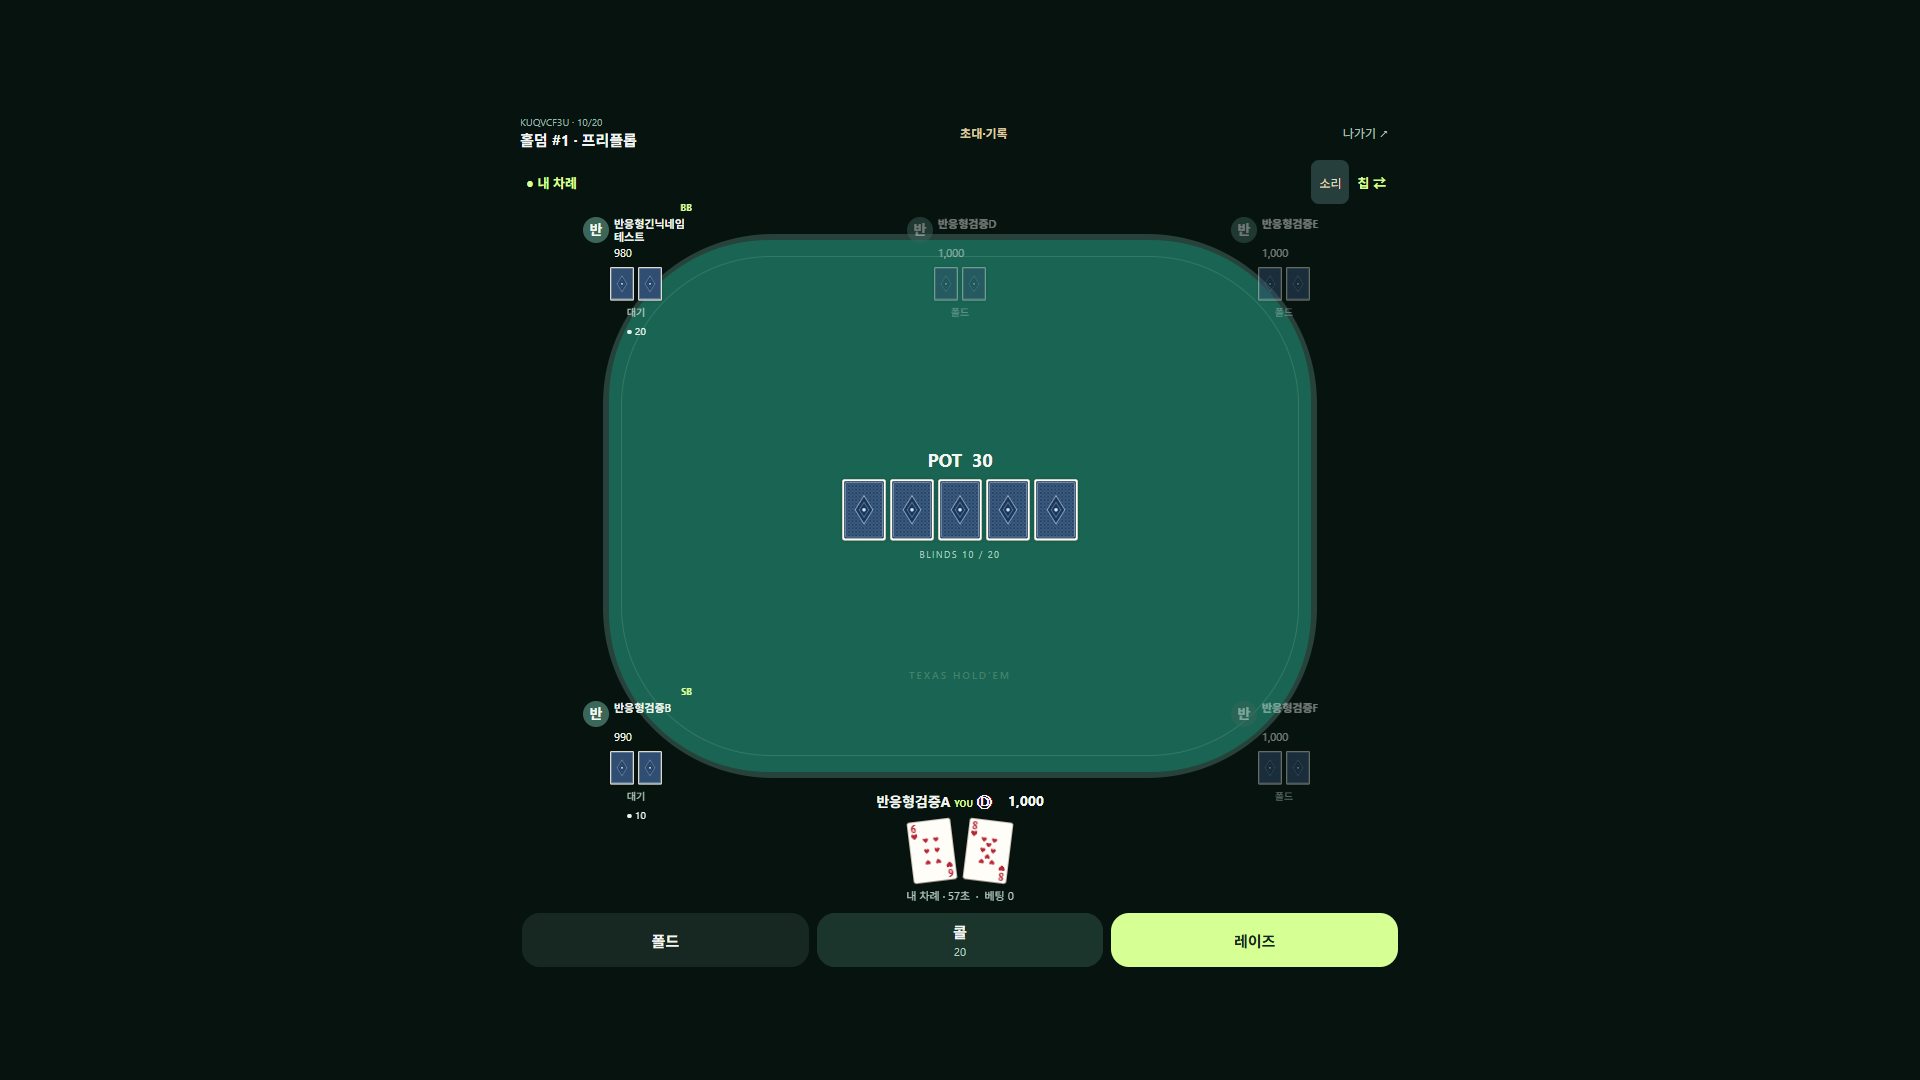 KUQVCF3U · 10/20
홀덤 #1 · 프리플롭
초대·기록
나가기 ↗
● 내 차례
소리
칩 ⇄
BB
반 반응형긴닉네임
테스트
980
대기
● 20
반 반응형검증D
1,000
폴드
반 반응형검증E
1,000
폴드
POT 30
BLINDS 10 / 20
TEXAS HOLD'EM
SB
반 반응형검증B
990
대기
● 10
반 반응형검증F
1,000
폴드
반응형검증A YOU Ⓓ 1,000
6 8
6 8
내 차례 · 57초 · 베팅 0
폴드
콜
20
레이즈